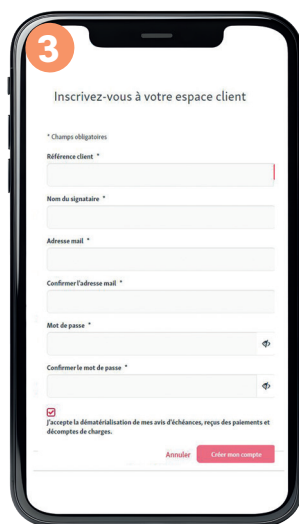 3
Inscrivez-vous à votre espace client
* Champs obligatoires
Référence client *
Nom du signataire *
Adresse mail *
Confirmer l'adresse mail *
Mot de passe *
Confirmer le mot de passe *
J'accepte la dématérialisation de mes avis d'échéances, reçus des paiements et
décomptes de charges.
Annuler Créer mon compte